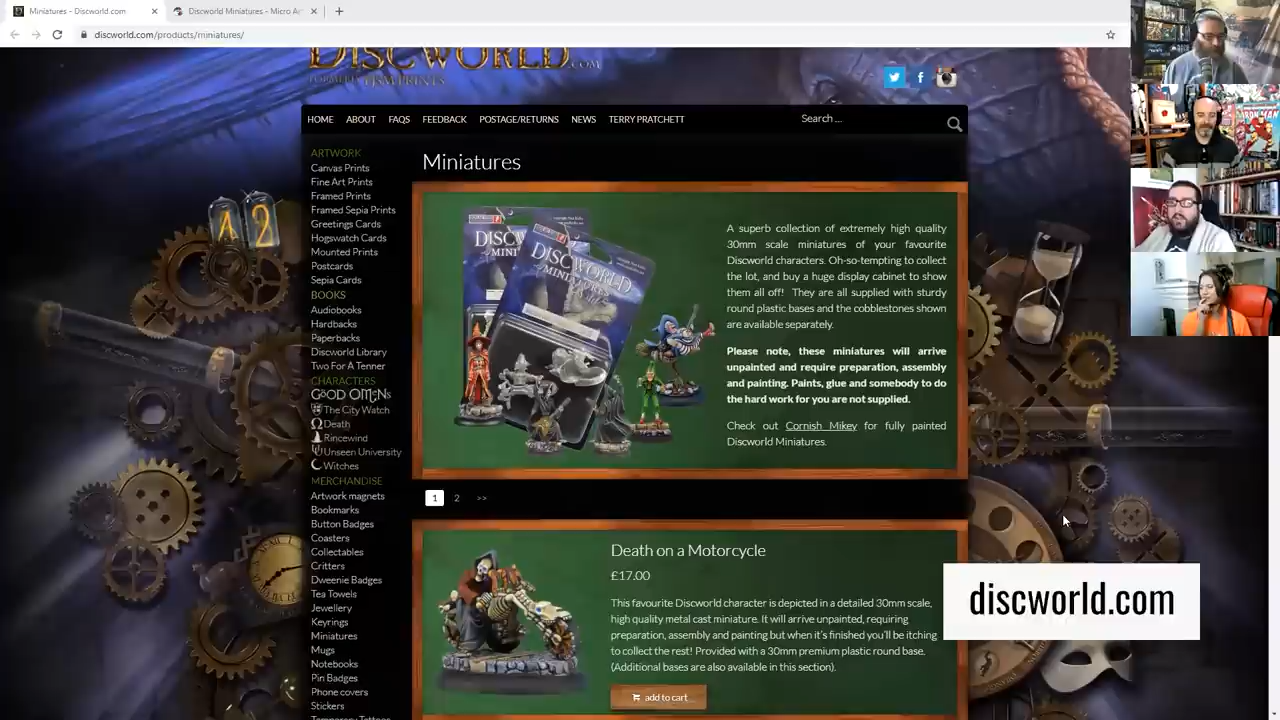 Miniatures - Discworld.com
Discworld Miniatures - Micro Ar
discworld.com/products/miniatures/
DISCWORLD.COM
FORMERLY PJSM PRINTS
HOME ABOUT FAQS FEEDBACK POSTAGE/RETURNS NEWS TERRY PRATCHETT
Search ...
ARTWORK
Canvas Prints
Fine Art Prints
Framed Prints
Framed Sepia Prints
Greetings Cards
Hogswatch Cards
Mounted Prints
Postcards
Sepia Cards
BOOKS
Audiobooks
Hardbacks
Paperbacks
Discworld Library
Two For A Tenner
CHARACTERS
GOOD OMENS
The City Watch
Death
Rincewind
Unseen University
Witches
MERCHANDISE
Artwork magnets
Bookmarks
Button Badges
Coasters
Collectables
Critters
Dweenie Badges
Tea Towels
Jewellery
Keyrings
Miniatures
Mugs
Notebooks
Pin Badges
Phone covers
Stickers
Temporary Tattoos
Miniatures
DISCW
MINI
DISCWORLD
MINIATURES
A superb collection of extremely high quality
30mm scale miniatures of your favourite
Discworld characters. Oh-so-tempting to collect
the lot, and buy a huge display cabinet to show
them all off! They are all supplied with sturdy
round plastic bases and the cobblestones shown
are available separately.
Please note, these miniatures will arrive
unpainted and require preparation, assembly
and painting. Paints, glue and somebody to do
the hard work for you are not supplied.
Check out Cornish Mikey for fully painted
Discworld Miniatures.
1 2 >>
Death on a Motorcycle
£17.00
This favourite Discworld character is depicted in a detailed 30mm scale,
high quality metal cast miniature. It will arrive unpainted, requiring
preparation, assembly and painting but when it's finished you'll be itching
to collect the rest! Provided with a 30mm premium plastic round base.
(Additional bases are also available in this section).
add to cart
A2
IRON MAN
discworld.com